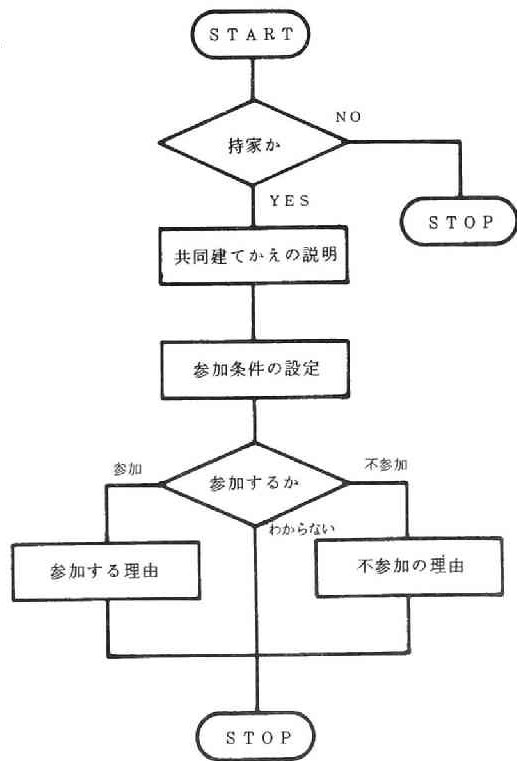 START
NO
持家か
YES
STOP
共同建てかえの説明
参加条件の設定
参加
不参加
参加するか
わからない
参加する理由
不参加の理由
STOP